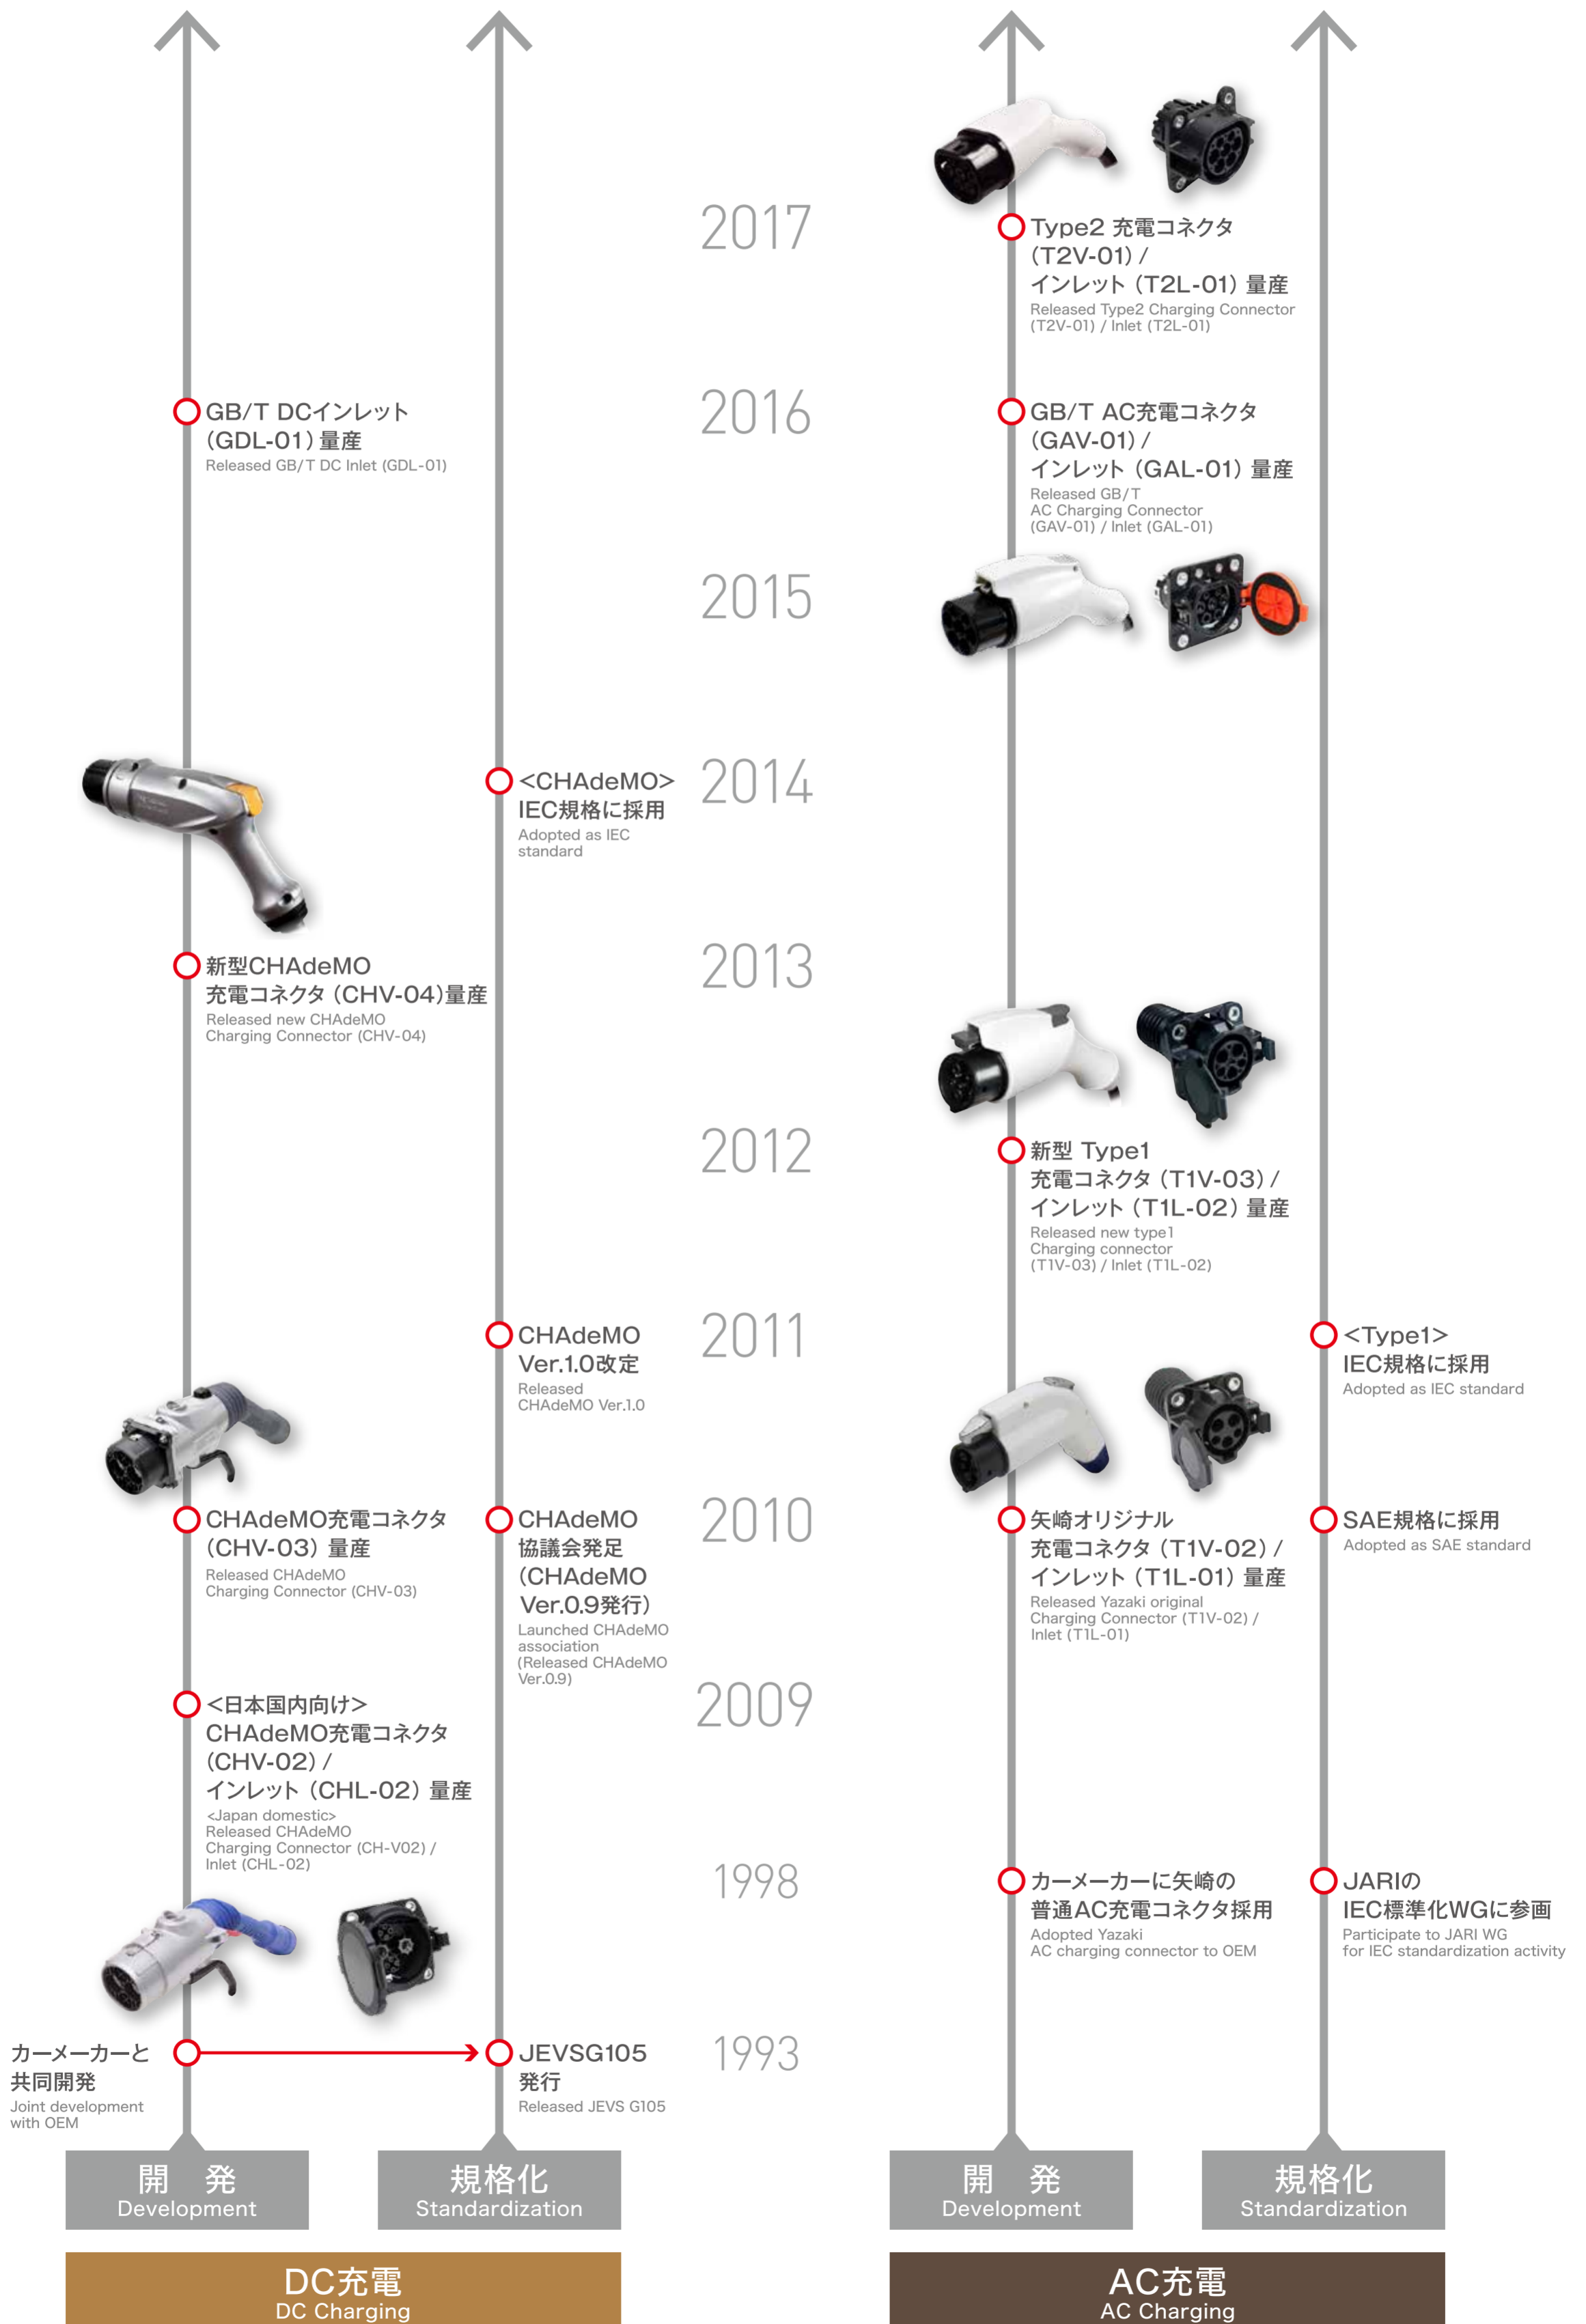 2017
Type2 充電コネクタ
（T2V-01）/
インレット（T2L-01）量産
Released Type2 Charging Connector
(T2V-01) / Inlet (T2L-01)
2016
GB/T DCインレット
（GDL-01）量産
Released GB/T DC Inlet (GDL-01)
GB/T AC充電コネクタ
（GAV-01）/
インレット（GAL-01）量産
Released GB/T
AC Charging Connector
(GAV-01) / Inlet (GAL-01)
2015
2014
<CHAdeMO>
IEC規格に採用
Adopted as IEC
standard
2013
新型CHAdeMO
充電コネクタ（CHV-04）量産
Released new CHAdeMO
Charging Connector (CHV-04)
2012
新型 Type1
充電コネクタ（T1V-03）/
インレット（T1L-02）量産
Released new type1
Charging connector
(T1V-03) / Inlet (T1L-02)
2011
CHAdeMO
Ver.1.0改定
Released
CHAdeMO Ver.1.0
<Type1>
IEC規格に採用
Adopted as IEC standard
2010
CHAdeMO充電コネクタ
（CHV-03）量産
Released CHAdeMO
Charging Connector (CHV-03)
CHAdeMO
協議会発足
（CHAdeMO
Ver.0.9発行）
Launched CHAdeMO
association
(Released CHAdeMO
Ver.0.9)
矢崎オリジナル
充電コネクタ（T1V-02）/
インレット（T1L-01）量産
Released Yazaki original
Charging Connector (T1V-02) /
Inlet (T1L-01)
SAE規格に採用
Adopted as SAE standard
2009
<日本国内向け>
CHAdeMO充電コネクタ
（CHV-02）/
インレット（CHL-02）量産
<Japan domestic>
Released CHAdeMO
Charging Connector (CH-V02) /
Inlet (CHL-02)
1998
カーメーカーに矢崎の
普通AC充電コネクタ採用
Adopted Yazaki
AC charging connector to OEM
JARIの
IEC標準化WGに参画
Participate to JARI WG
for IEC standardization activity
1993
カーメーカーと
共同開発
Joint development
with OEM
JEVSG105
発行
Released JEVS G105
開 発
Development
規格化
Standardization
開 発
Development
規格化
Standardization
DC充電
DC Charging
AC充電
AC Charging